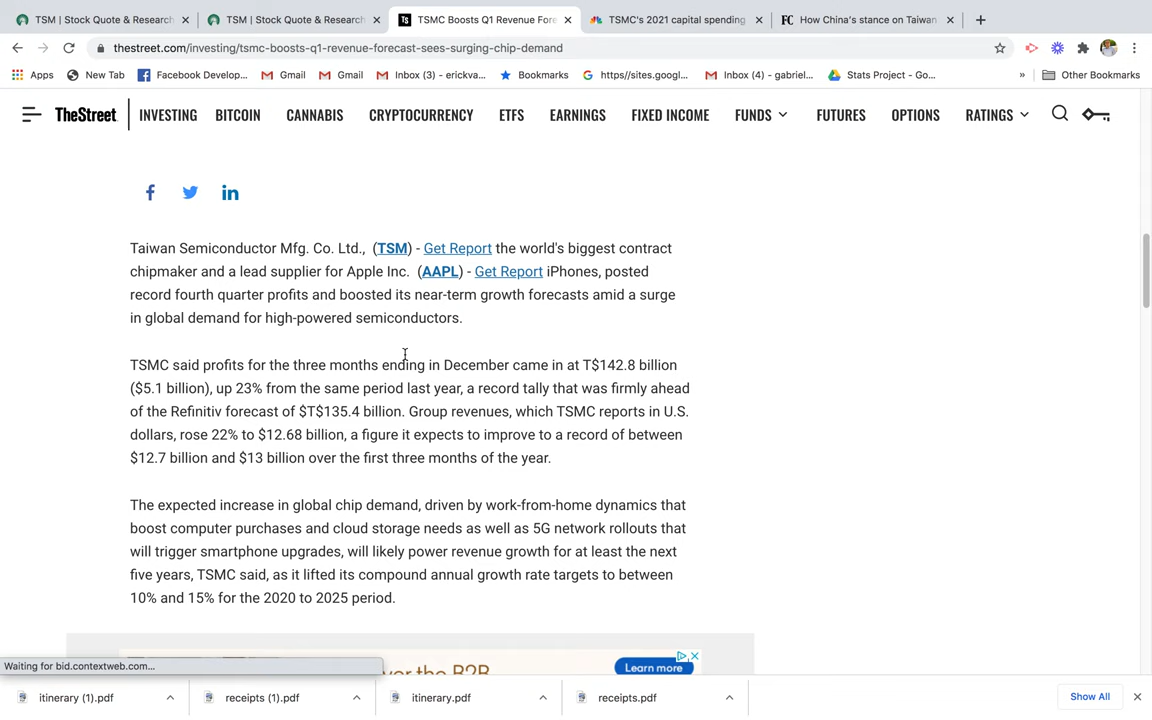 TSM | Stock Quote & Research
TSM | Stock Quote & Research
TSMC Boosts Q1 Revenue Fore
TSMC's 2021 capital spending
FC How China's stance on Taiwan
thestreet.com/investing/tsmc-boosts-q1-revenue-forecast-sees-surging-chip-demand
Apps New Tab Facebook Develop... Gmail Gmail Inbox (3) - erickva... Bookmarks https//sites.googl... Inbox (4) - gabriel... Stats Project - Go... » Other Bookmarks
TheStreet INVESTING BITCOIN CANNABIS CRYPTOCURRENCY ETFS EARNINGS FIXED INCOME FUNDS FUTURES OPTIONS RATINGS
Taiwan Semiconductor Mfg. Co. Ltd., (TSM) - Get Report the world's biggest contract
chipmaker and a lead supplier for Apple Inc. (AAPL) - Get Report iPhones, posted
record fourth quarter profits and boosted its near-term growth forecasts amid a surge
in global demand for high-powered semiconductors.
TSMC said profits for the three months ending in December came in at T$142.8 billion
($5.1 billion), up 23% from the same period last year, a record tally that was firmly ahead
of the Refinitiv forecast of $T$135.4 billion. Group revenues, which TSMC reports in U.S.
dollars, rose 22% to $12.68 billion, a figure it expects to improve to a record of between
$12.7 billion and $13 billion over the first three months of the year.
The expected increase in global chip demand, driven by work-from-home dynamics that
boost computer purchases and cloud storage needs as well as 5G network rollouts that
will trigger smartphone upgrades, will likely power revenue growth for at least the next
five years, TSMC said, as it lifted its compound annual growth rate targets to between
10% and 15% for the 2020 to 2025 period.
over the B2B
Learn more
Waiting for bid.contextweb.com...
itinerary (1).pdf receipts (1).pdf itinerary.pdf receipts.pdf Show All